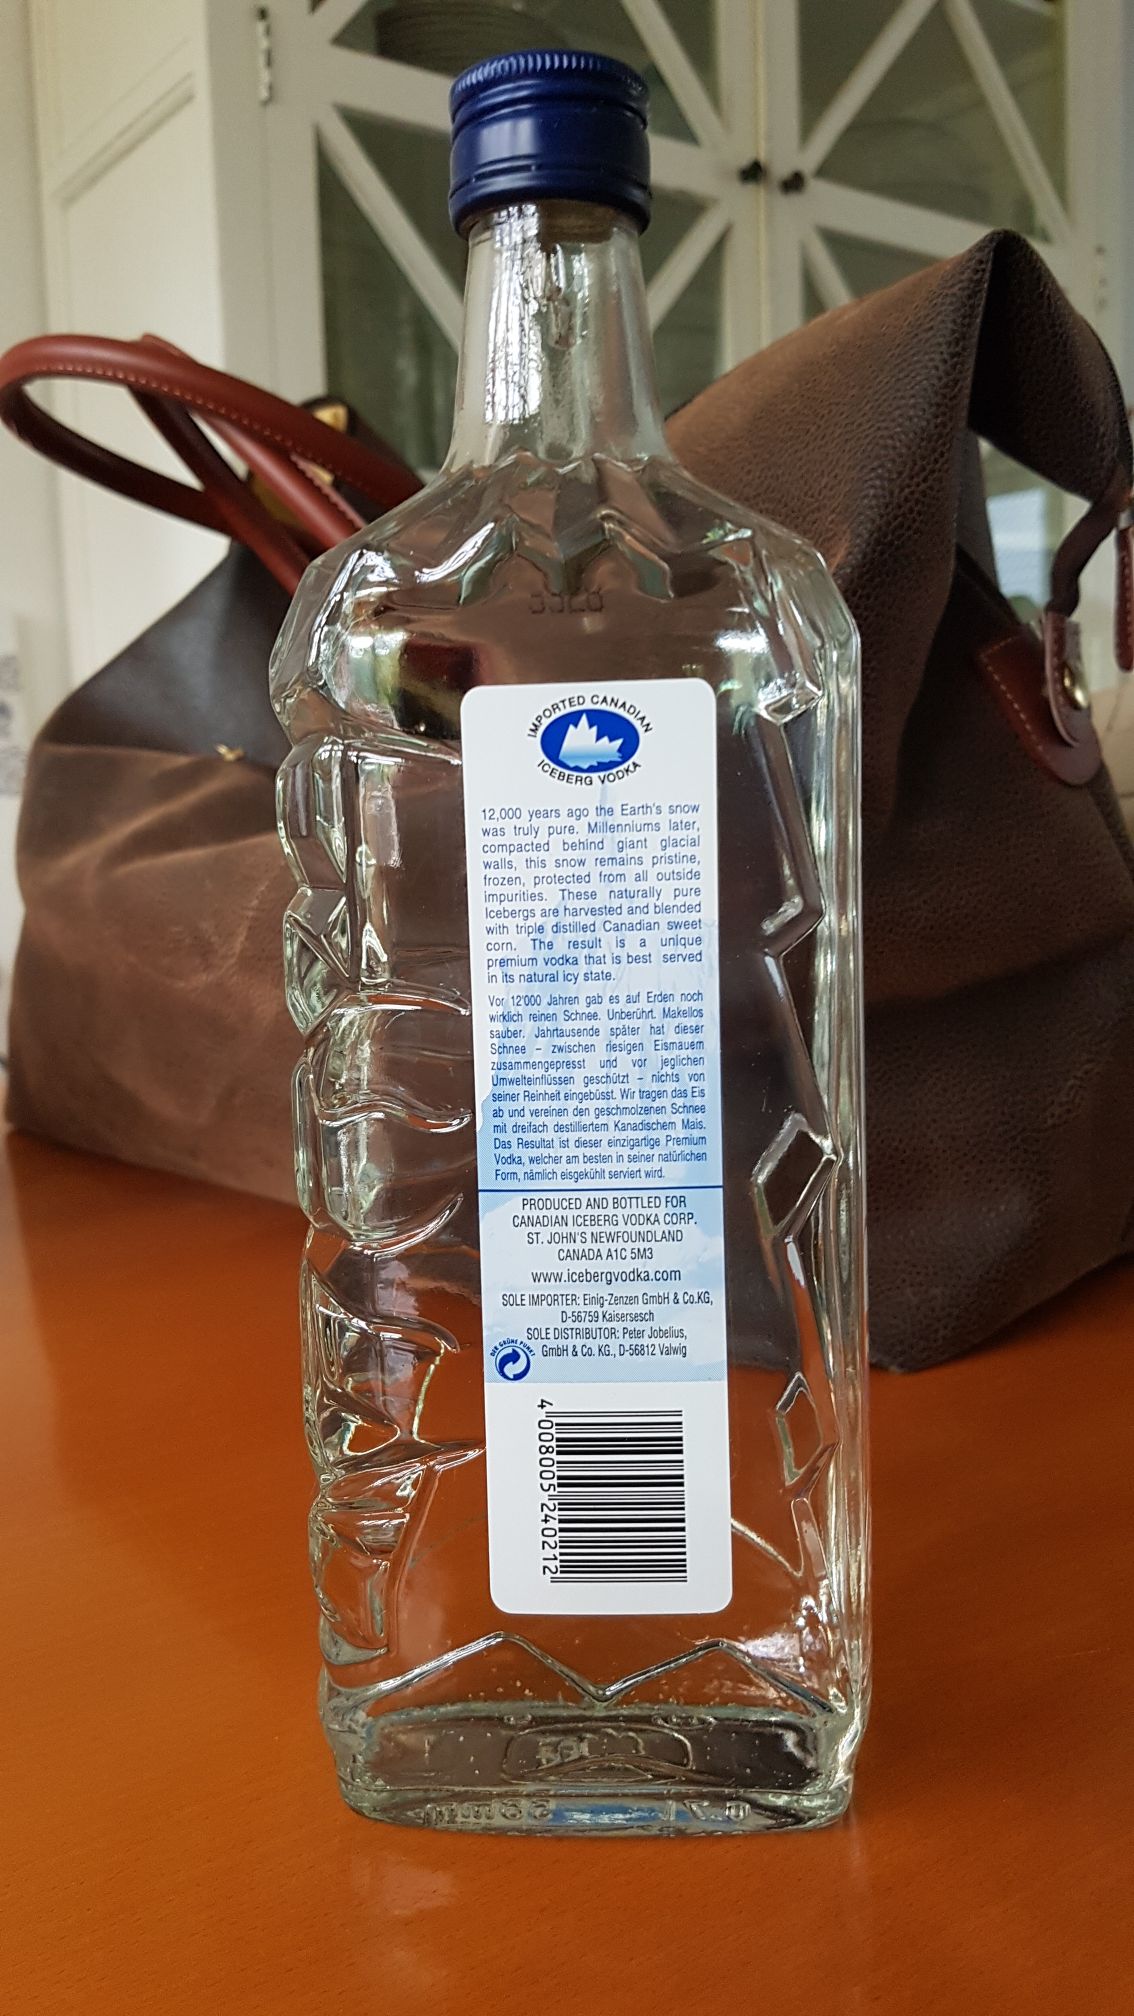 IMPORTED CANADIAN
ICEBERG VODKA
12,000 years ago the Earth's snow
was truly pure. Millenniums later,
compacted behind giant glacial
walls, this snow remains pristine,
frozen, protected from all outside
impurities. These naturally pure
Icebergs are harvested and blended
with triple distilled Canadian sweet
corn. The result is a unique
premium vodka that is best served
in its natural icy state.
Vor 12'000 Jahren gab es auf Erden noch
wirklich reinen Schnee. Unberührt. Makellos
sauber. Jahrtausende später hat dieser
Schnee – zwischen riesigen Eismauern
zusammengepresst und vor jeglichen
Umwelteinflüssen geschützt – nichts von
seiner Reinheit eingebüsst. Wir tragen das Eis
ab und vereinen den geschmolzenen Schnee
mit dreifach destilliertem Kanadischem Mais.
Das Resultat ist dieser einzigartige Premium
Vodka, welcher am besten in seiner natürlichen
Form, nämlich eisgekühlt serviert wird.
PRODUCED AND BOTTLED FOR
CANADIAN ICEBERG VODKA CORP.
ST. JOHN'S NEWFOUNDLAND
CANADA A1C 5M3
www.icebergvodka.com
SOLE IMPORTER: Einig-Zenzen GmbH & Co.KG,
D-56759 Kaisersesch
SOLE DISTRIBUTOR: Peter Jobelius,
GmbH & Co. KG., D-56812 Valwig
DER GRÜNE PUNKT
4 008005 240212